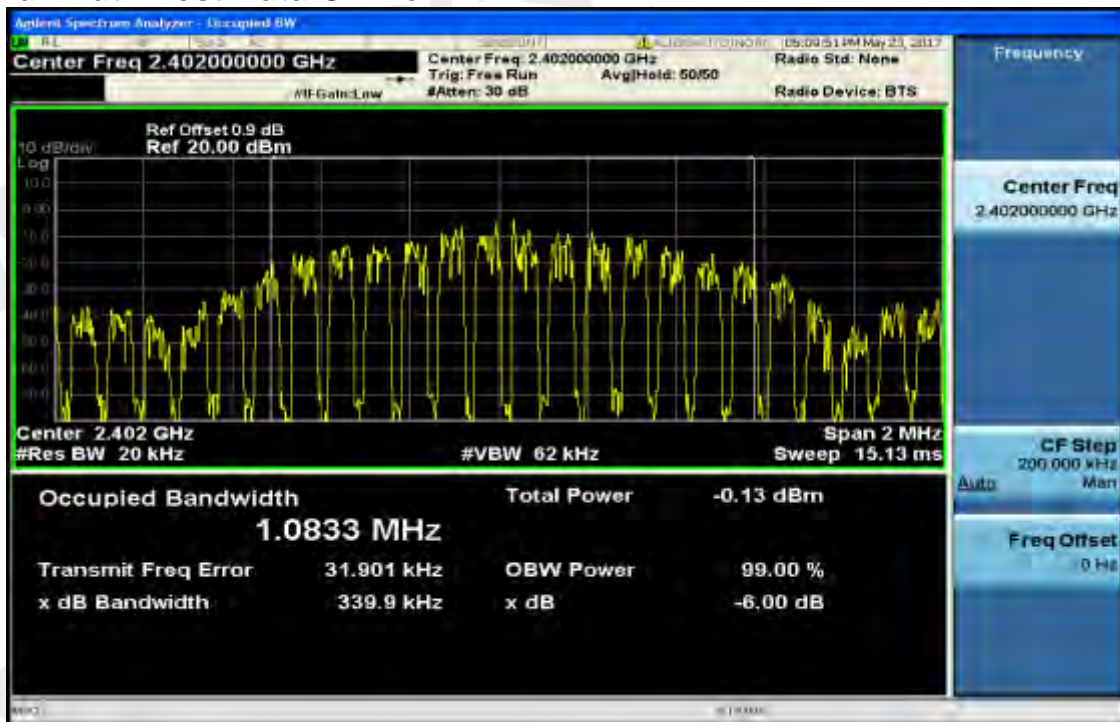 Agilent Spectrum Analyzer - Occupied BW
05:09:51 PM May 23, 2017
Center Freq 2.402000000 GHz
Center Freq: 2.402000000 GHz
Radio Std: None
Trig: Free Run
Avg|Hold: 50/50
#IFGain:Low
#Atten: 30 dB
Radio Device: BTS
Ref Offset 0.9 dB
10 dB/div
Ref 20.00 dBm
Log
10.0
0.00
Center 2.402 GHz
Span 2 MHz
#Res BW 20 kHz
#VBW 62 kHz
Sweep 15.13 ms
Occupied Bandwidth
Total Power
-0.13 dBm
1.0833 MHz
Transmit Freq Error
31.901 kHz
OBW Power
99.00 %
x dB Bandwidth
339.9 kHz
x dB
-6.00 dB
Frequency
Center Freq
2.402000000 GHz
CF Step
200.000 kHz
Auto
Man
Freq Offset
0 Hz